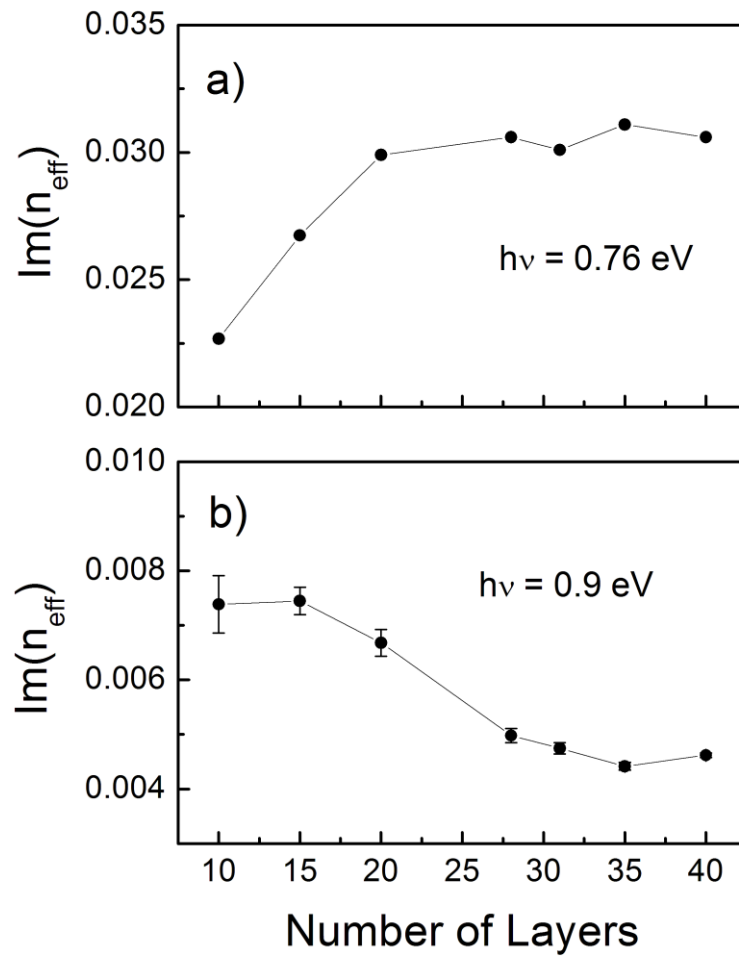 0.035
a)
0.030
Im(n_eff)
hν = 0.76 eV
0.025
0.020
0.010
b)
0.008
hν = 0.9 eV
Im(n_eff)
0.006
0.004
10 15 20 25 30 35 40
Number of Layers